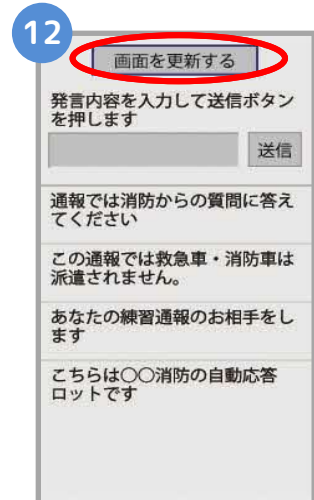 12
画面を更新する
発言内容を入力して送信ボタン
を押します
送信
通報では消防からの質問に答え
てください
この通報では救急車・消防車は
派遣されません。
あなたの練習通報のお相手をし
ます
こちらは〇〇消防の自動応答
ロットです